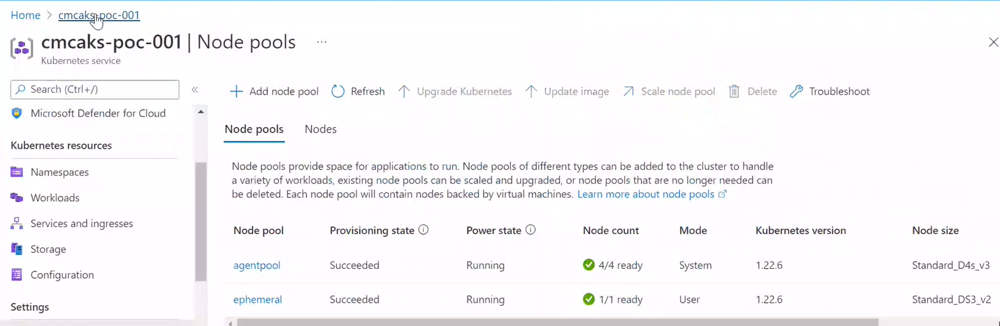 Home > cmcaks-poc-001
cmcaks-poc-001 | Node pools ...
Kubernetes service
Search (Ctrl+/) «
Add node pool Refresh Upgrade Kubernetes Update image Scale node pool Delete Troubleshoot
Microsoft Defender for Cloud
Kubernetes resources
Namespaces
Workloads
Services and ingresses
Storage
Configuration
Settings
Node pools Nodes
Node pools provide space for applications to run. Node pools of different types can be added to the cluster to handle
a variety of workloads, existing node pools can be scaled and upgraded, or node pools that are no longer needed can
be deleted. Each node pool will contain nodes backed by virtual machines. Learn more about node pools
Node pool Provisioning state Power state Node count Mode Kubernetes version Node size
agentpool Succeeded Running 4/4 ready System 1.22.6 Standard_D4s_v3
ephemeral Succeeded Running 1/1 ready User 1.22.6 Standard_DS3_v2